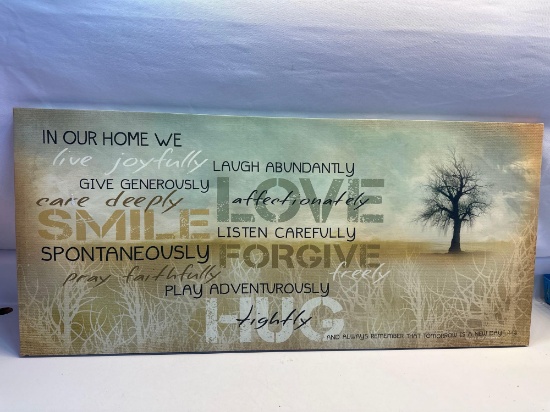 IN OUR HOME WE
live joyfully
LAUGH ABUNDANTLY
GIVE GENEROUSLY
LOVE
care deeply
affectionately
SMILE
LISTEN CAREFULLY
SPONTANEOUSLY
FORGIVE
pray faithfully
freely
PLAY ADVENTUROUSLY
HUG
tightly
AND ALWAYS REMEMBER THAT TOMORROW IS A NEW DAY